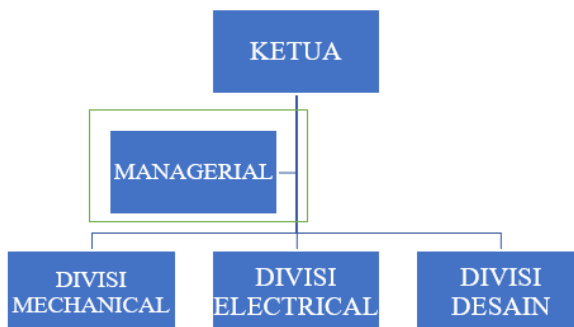 KETUA
MANAGERIAL
DIVISI
MECHANICAL
DIVISI
ELECTRICAL
DIVISI
DESAIN